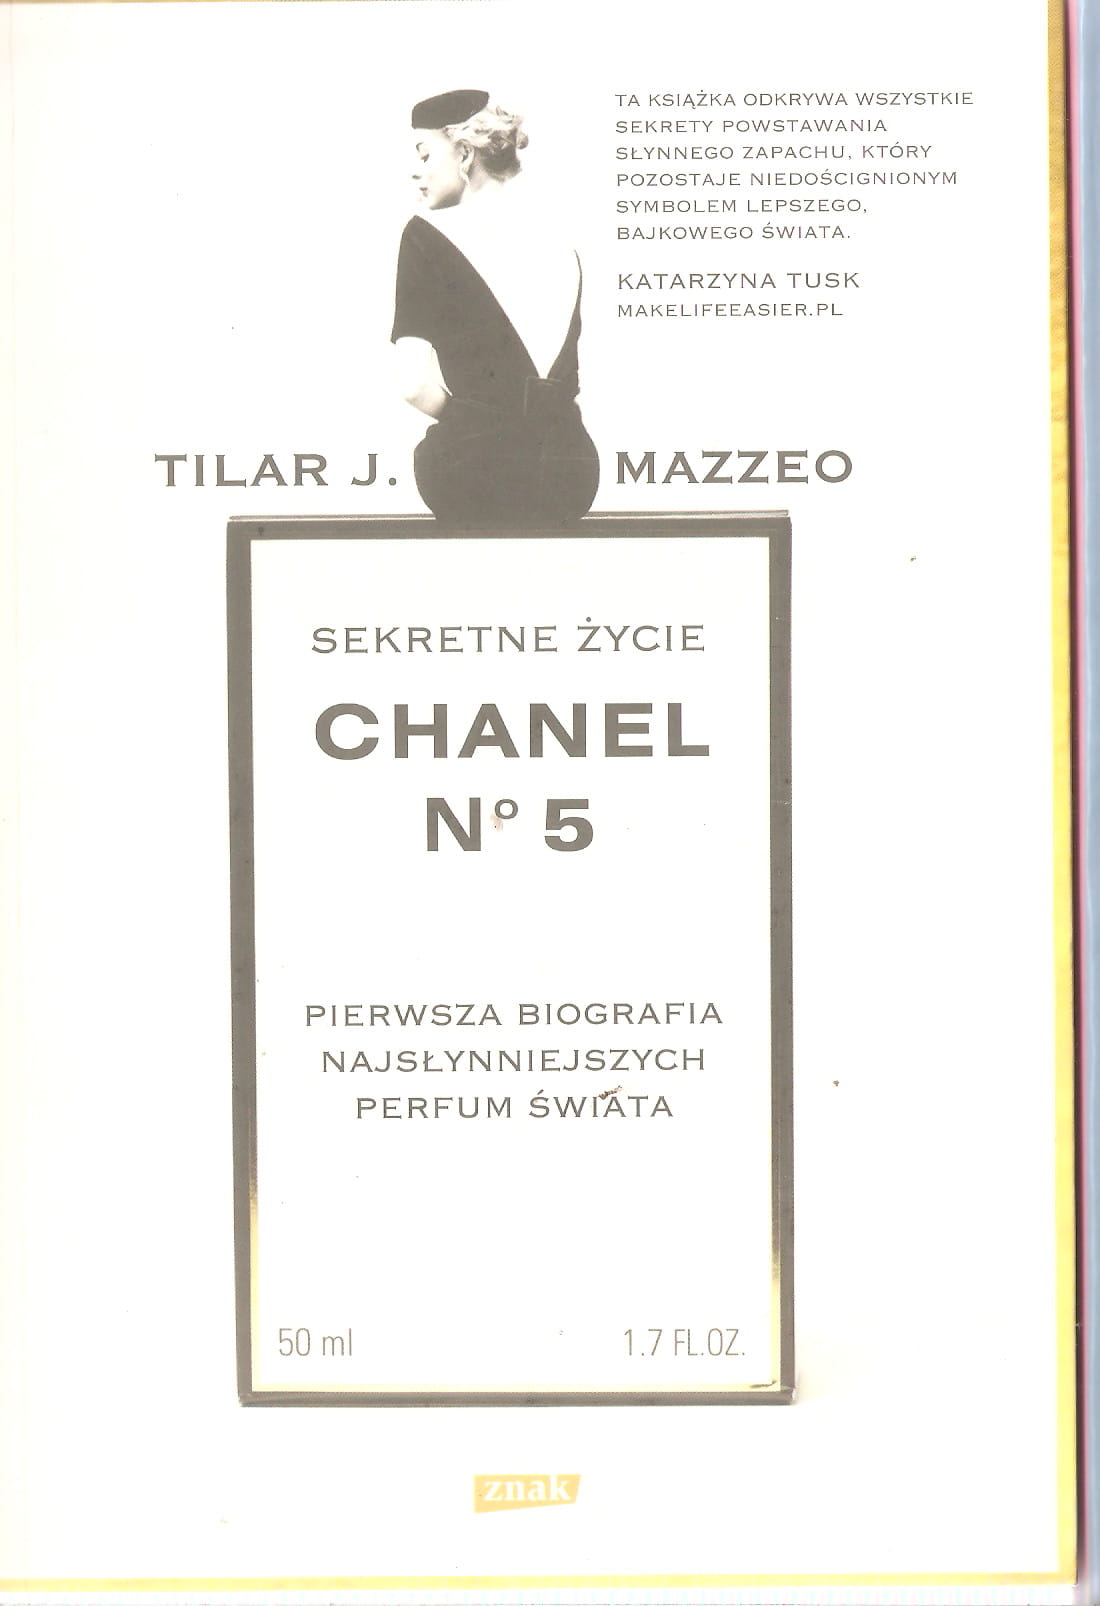 TA KSIĄŻKA ODKRYWA WSZYSTKIE
SEKRETY POWSTAWANIA
SŁYNNEGO ZAPACHU, KTÓRY
POZOSTAJE NIEDOŚCIGNIONYM
SYMBOLEM LEPSZEGO,
BAJKOWEGO ŚWIATA.
KATARZYNA TUSK
MAKELIFEEASIER.PL
TILAR J. MAZZEO
SEKRETNE ŻYCIE
CHANEL
Nº 5
PIERWSZA BIOGRAFIA
NAJSŁYNNIEJSZYCH
PERFUM ŚWIATA
50 ml 1.7 FL.OZ.
znak